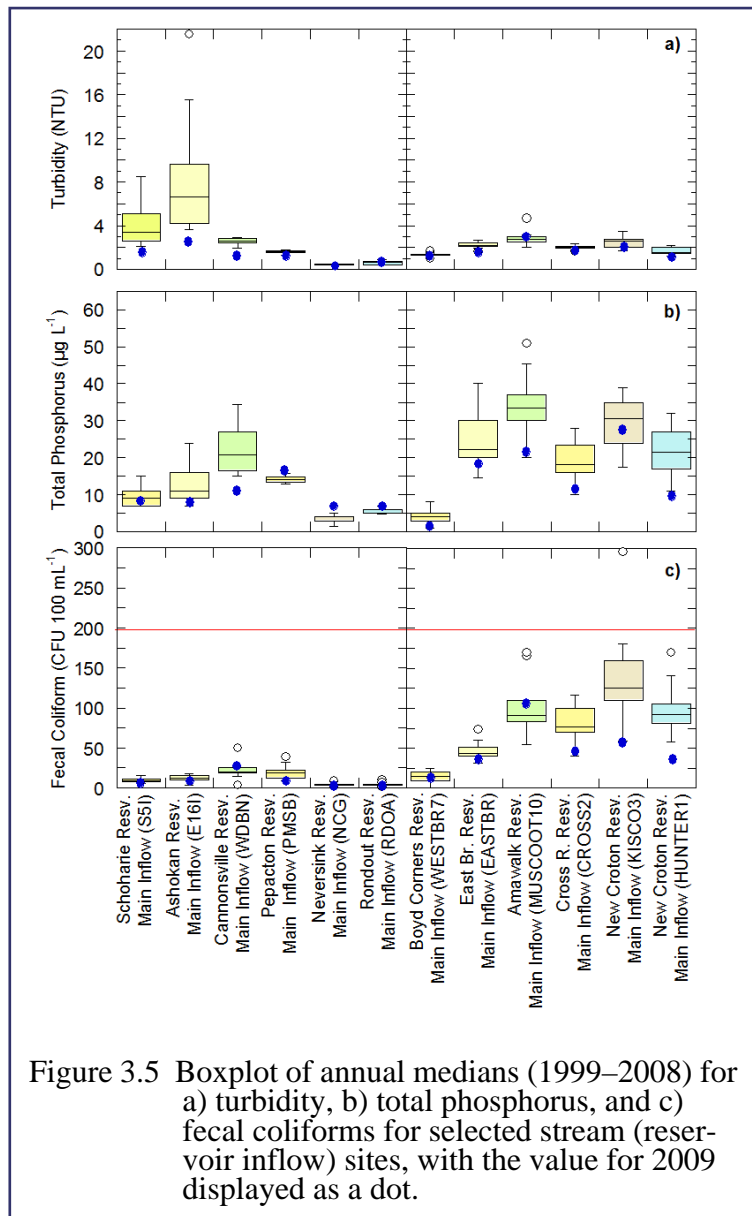 a)
Turbidity (NTU)
20
16
12
8
4
0
b)
Total Phosphorus (µg L-1)
60
50
40
30
20
10
0
c)
Fecal Coliform (CFU 100 mL-1)
300
250
200
150
100
50
0
Schoharie Resv.
Main Inflow (SSI)
Ashokan Resv.
Main Inflow (E16I)
Cannonsville Resv.
Main Inflow (WDBN)
Pepacton Resv.
Main Inflow (PMSB)
Neversink Resv.
Main Inflow (NCG)
Rondout Resv.
Main Inflow (RDOA)
Boyd Corners Resv.
Main Inflow (WESTBR7)
East Br. Resv.
Main Inflow (EASTBR)
Amawalk Resv.
Main Inflow (MUSCOOT10)
Cross R. Resv.
Main Inflow (CROSS2)
New Croton Resv.
Main Inflow (KISCO3)
New Croton Resv.
Main Inflow (HUNTER1)
Figure 3.5 Boxplot of annual medians (1999–2008) for
a) turbidity, b) total phosphorus, and c)
fecal coliforms for selected stream (reser-
voir inflow) sites, with the value for 2009
displayed as a dot.